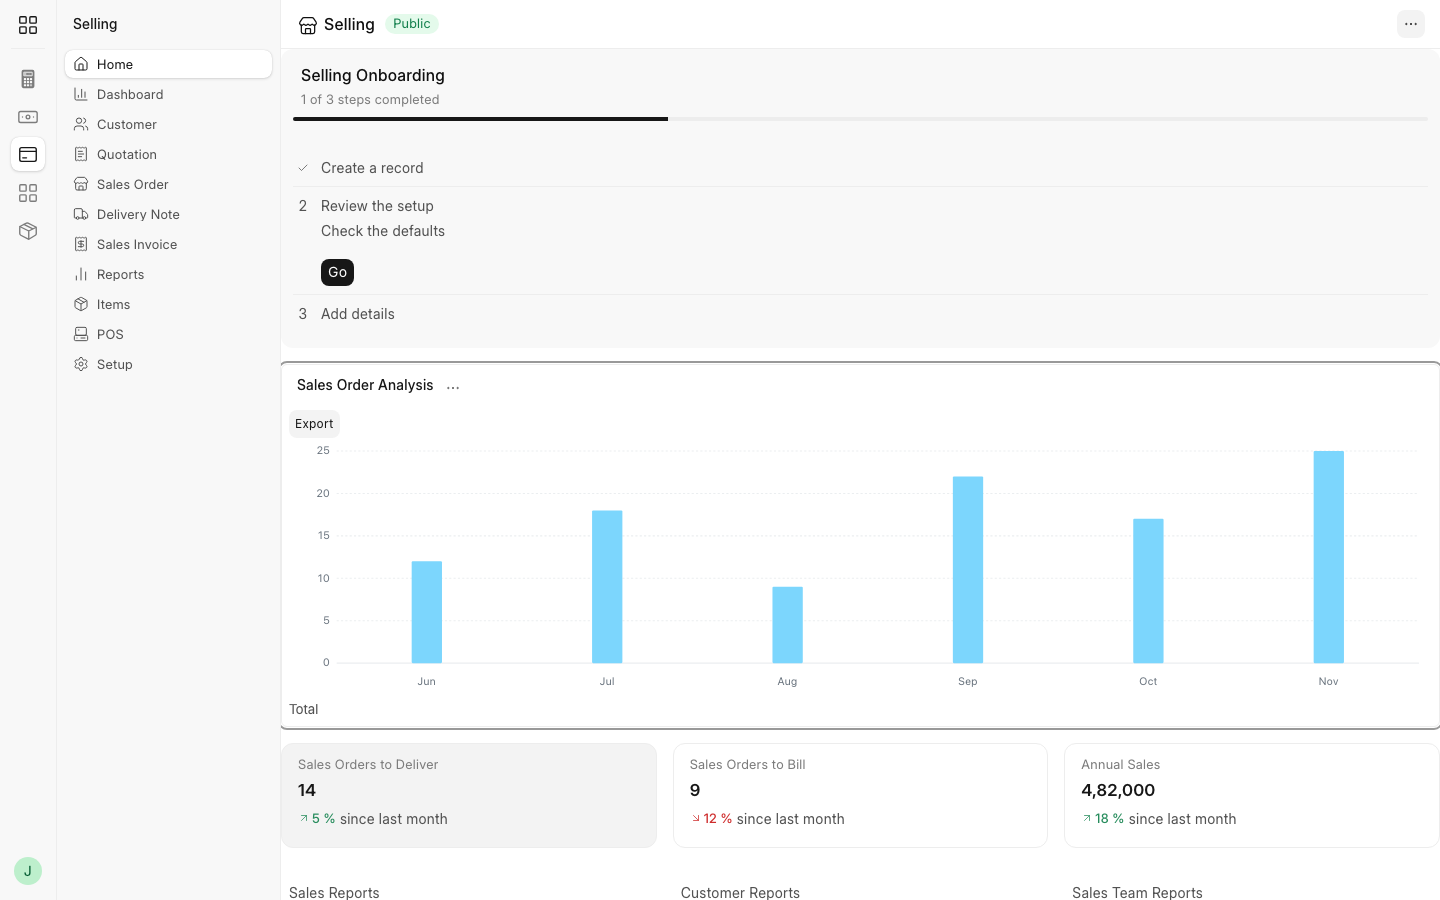 Selling
Home
Dashboard
Customer
Quotation
Sales Order
Delivery Note
Sales Invoice
Reports
Items
POS
Setup
J
Selling
Public
Selling Onboarding
1 of 3 steps completed
Create a record
2 Review the setup
Check the defaults
Go
3 Add details
Sales Order Analysis
Export
25
20
15
10
5
0
Jun Jul Aug Sep Oct Nov
Total
Sales Orders to Deliver
14
5 % since last month
Sales Orders to Bill
9
12 % since last month
Annual Sales
4,82,000
18 % since last month
Sales Reports
Customer Reports
Sales Team Reports